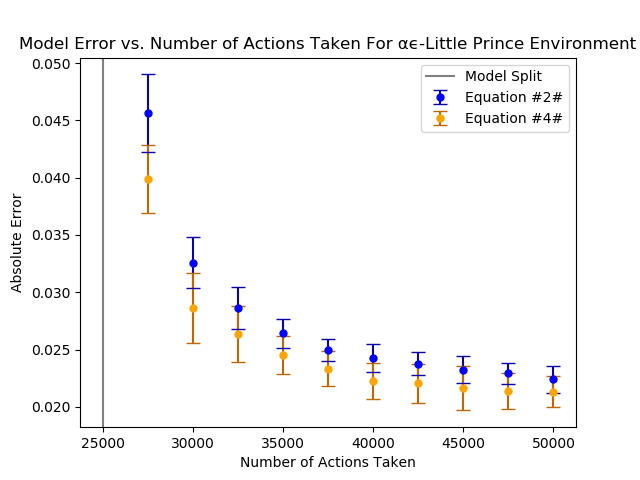 Model Error vs. Number of Actions Taken For αϵ-Little Prince Environment
Model Split
Equation #2#
Equation #4#
Absolute Error
0.050
0.045
0.040
0.035
0.030
0.025
0.020
25000 30000 35000 40000 45000 50000
Number of Actions Taken